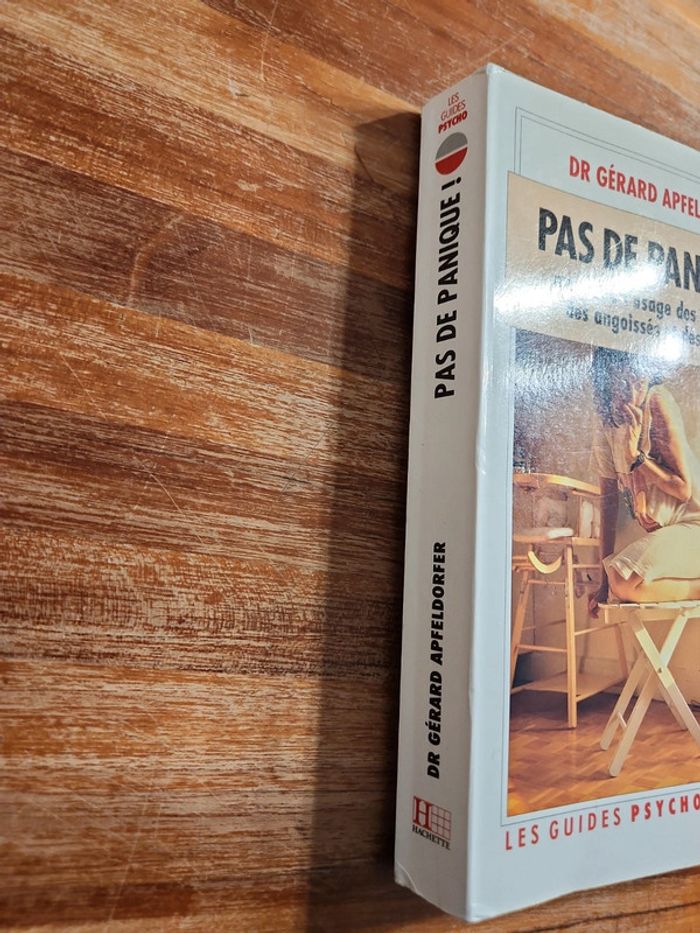 LES
GUIDES
PSYCHO
PAS DE PANIQUE !
DR GÉRARD APFELDORFER
H
HACHETTE
DR GÉRARD APFEL
PAS DE PAN
usage des
des angoissés
LES GUIDES PSYCHO